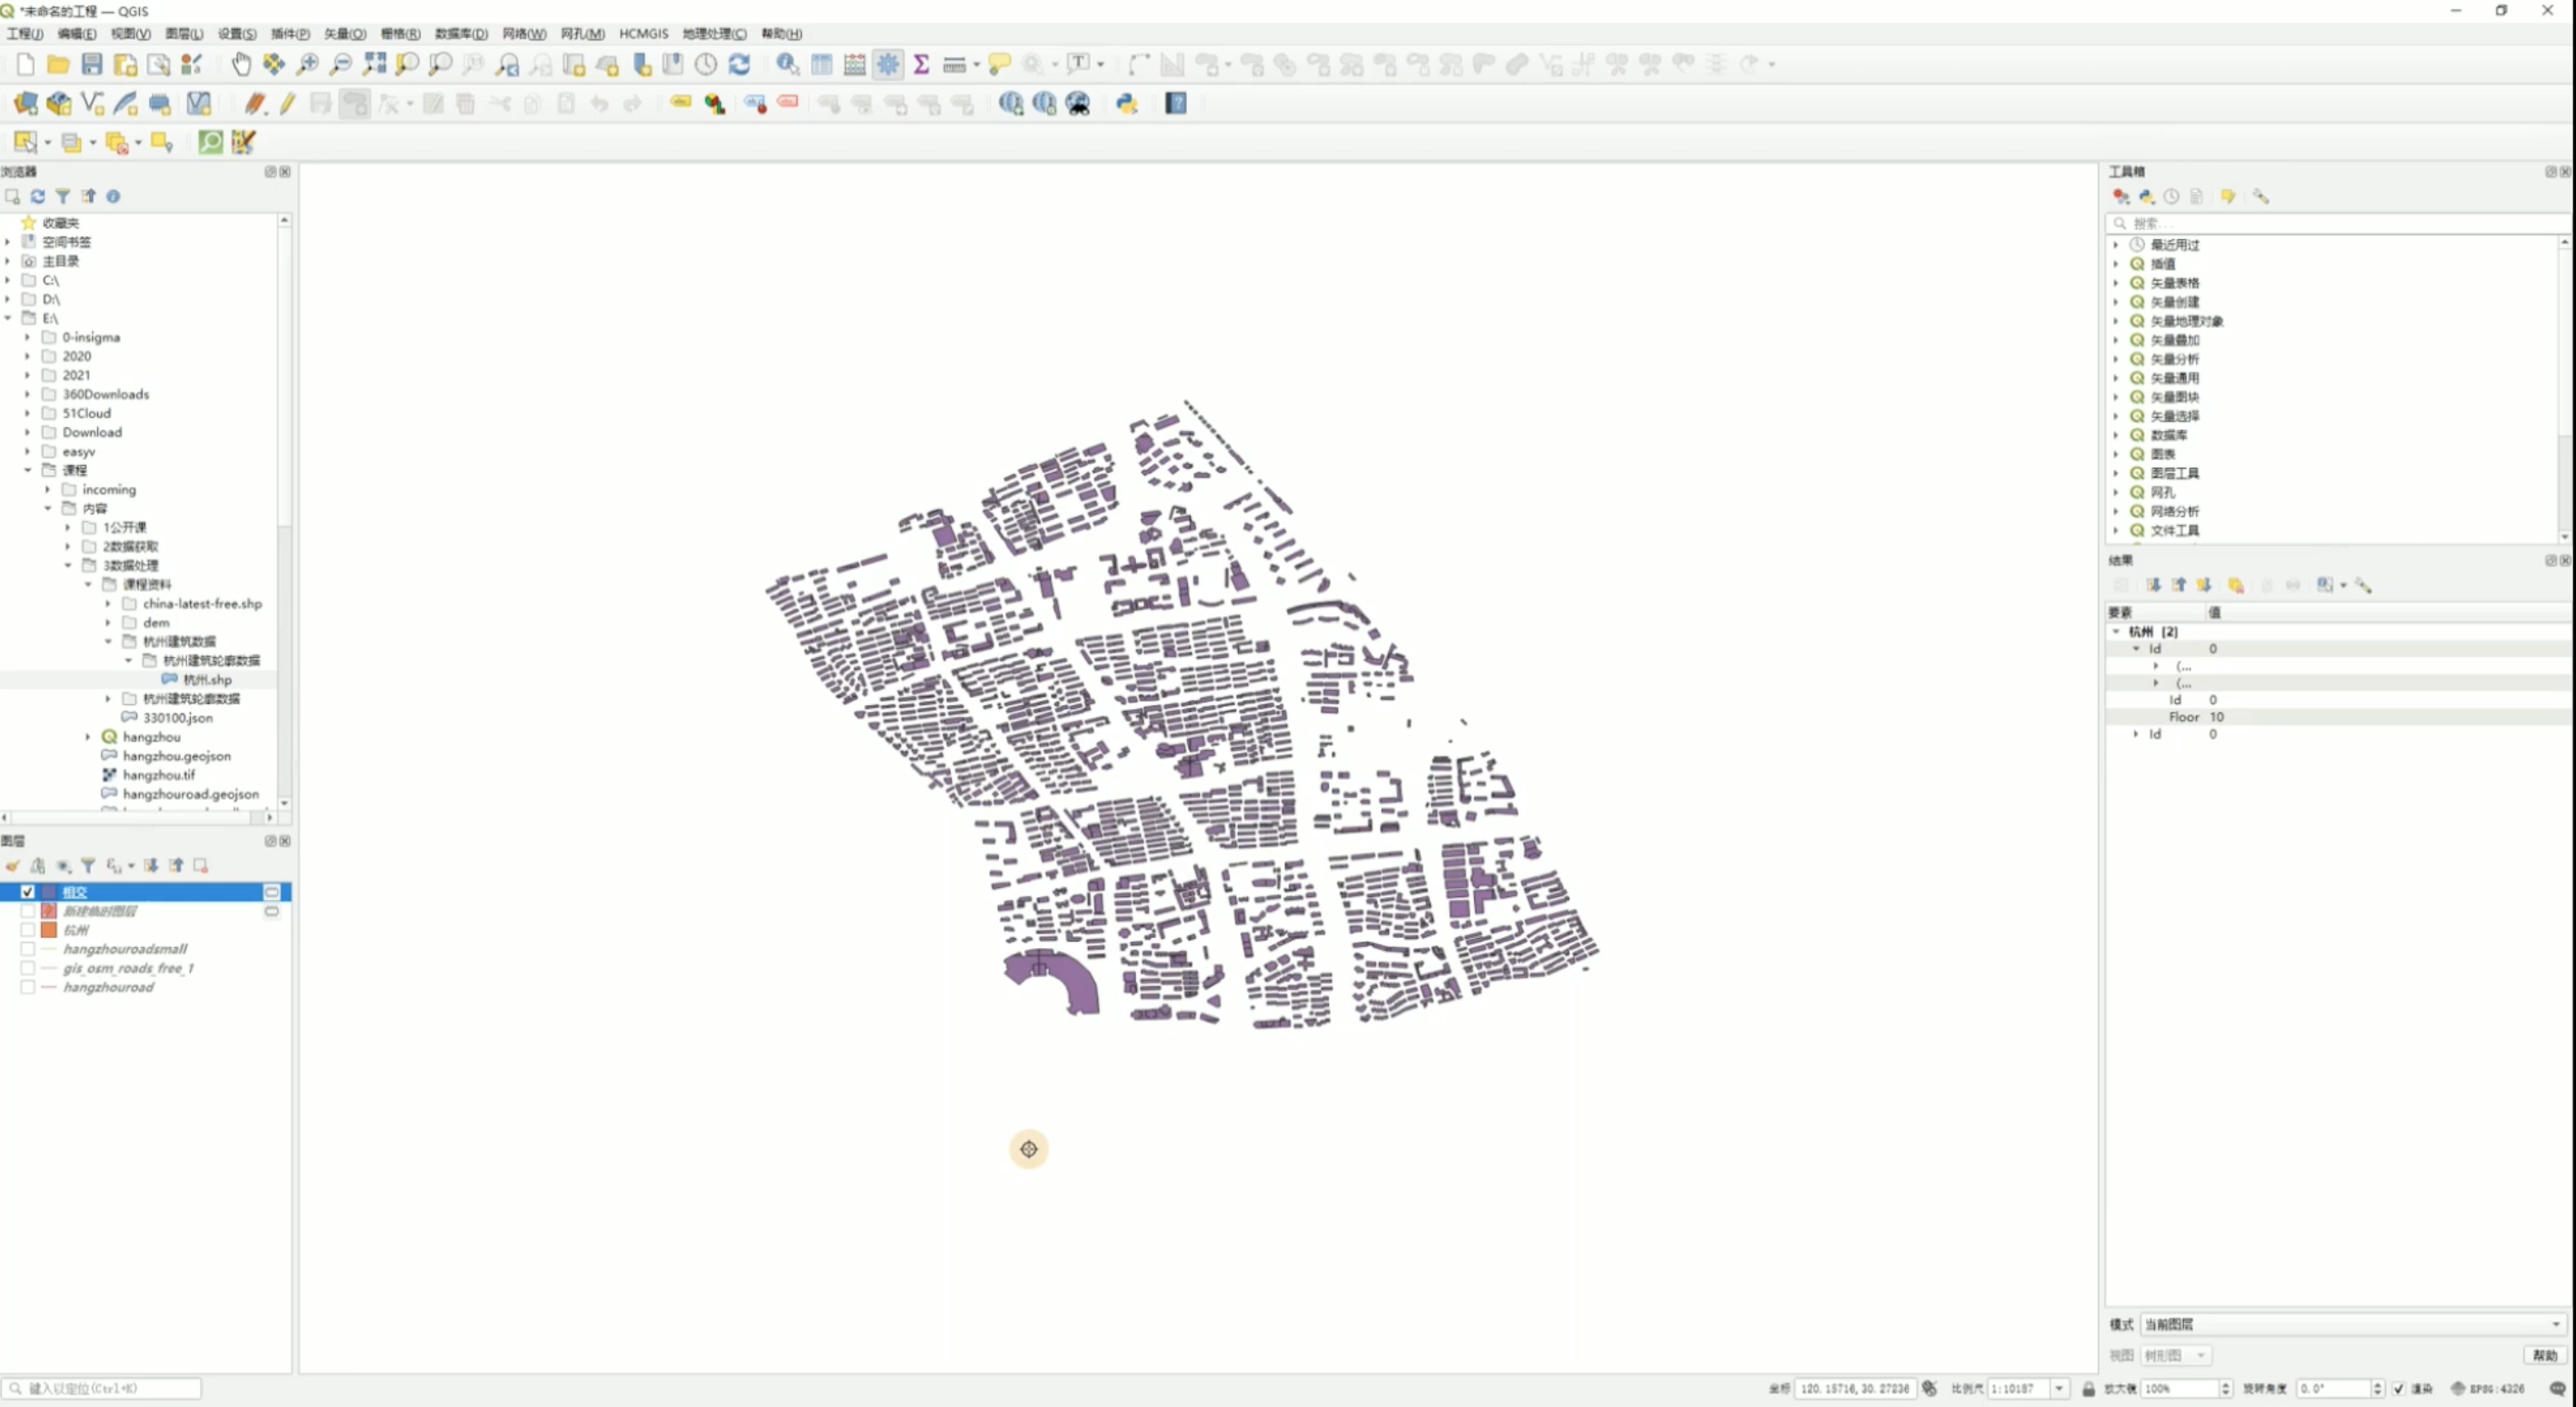 *未命名的工程 — QGIS
工程(J) 编辑(E) 视图(V) 图层(L) 设置(S) 插件(P) 矢量(O) 栅格(R) 数据库(D) 网络(W) 网孔(M) HCMGIS 地理处理(C) 帮助(H)
浏览器
收藏夹
空间书签
主目录
C:\
D:\
E:\
0-insigma
2020
2021
360Downloads
51Cloud
Download
easyv
课程
incoming
内容
1公开课
2数据获取
3数据处理
课程资料
china-latest-free.shp
dem
杭州建筑数据
杭州建筑轮廓数据
杭州.shp
杭州建筑轮廓数据
330100.json
hangzhou
hangzhou.geojson
hangzhou.tif
hangzhouroad.geojson
图层
相交
新建临时图层
杭州
hangzhouroadsmall
gis_osm_roads_free_1
hangzhouroad
工具箱
搜索...
最近用过
插值
矢量表格
矢量创建
矢量地理对象
矢量叠加
矢量分析
矢量通用
矢量图块
矢量选择
数据库
图表
图层工具
网孔
网络分析
文件工具
结果
要素 值
杭州 [2]
Id 0
(...
(...
Id 0
Floor 10
Id 0
模式 当前图层
视图 树形图 帮助
键入以定位(Ctrl+K) 坐标 120.15716,30.27236 比例尺 1:10187 放大镜 100% 旋转角度 0.0° 渲染 EPSG:4326